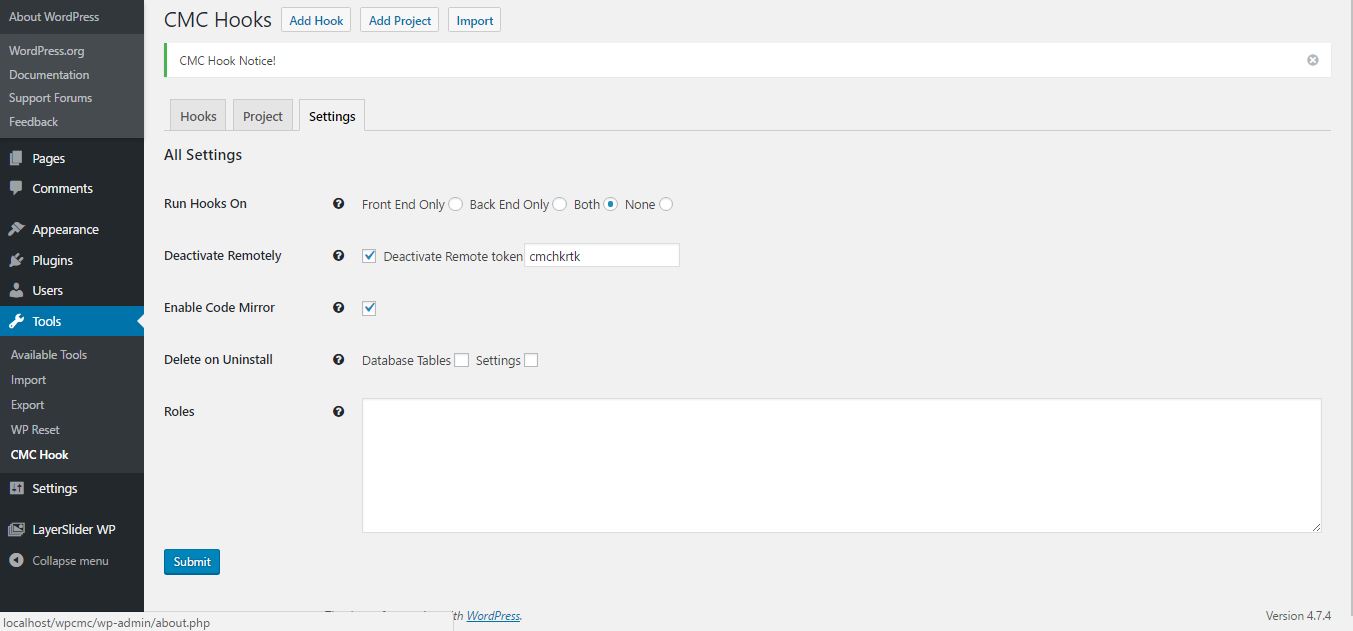 About WordPress
WordPress.org
Documentation
Support Forums
Feedback
Pages
Comments
Appearance
Plugins
Users
Tools
Available Tools
Import
Export
WP Reset
CMC Hook
Settings
LayerSlider WP
Collapse menu
CMC Hooks Add Hook Add Project Import
CMC Hook Notice!
Hooks Project Settings
All Settings
Run Hooks On Front End Only Back End Only Both None
Deactivate Remotely Deactivate Remote token cmchkrtk
Enable Code Mirror
Delete on Uninstall Database Tables Settings
Roles
Submit
WordPress. Version 4.7.4
localhost/wpcmc/wp-admin/about.php